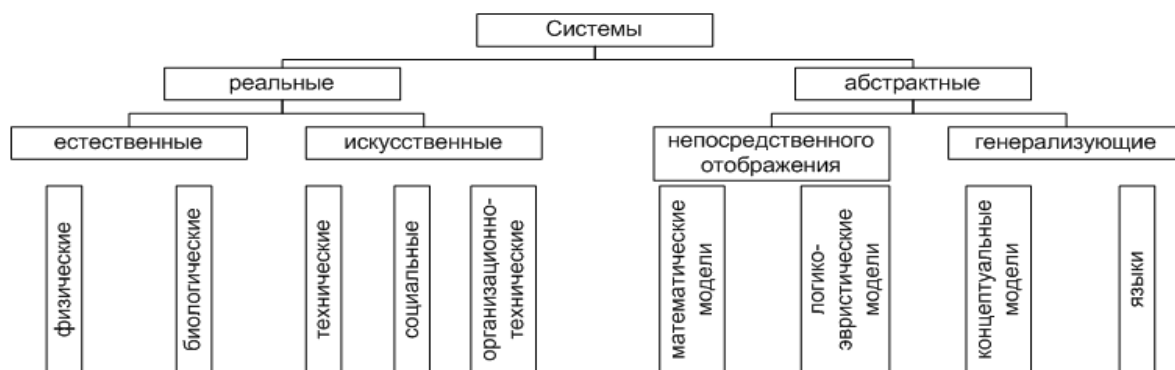 Системы
реальные
абстрактные
естественные
искусственные
непосредственного
отображения
генерализующие
физические
биологические
технические
социальные
организационно-
технические
математические
модели
логико-
эвристические
модели
концептуальные
модели
языки